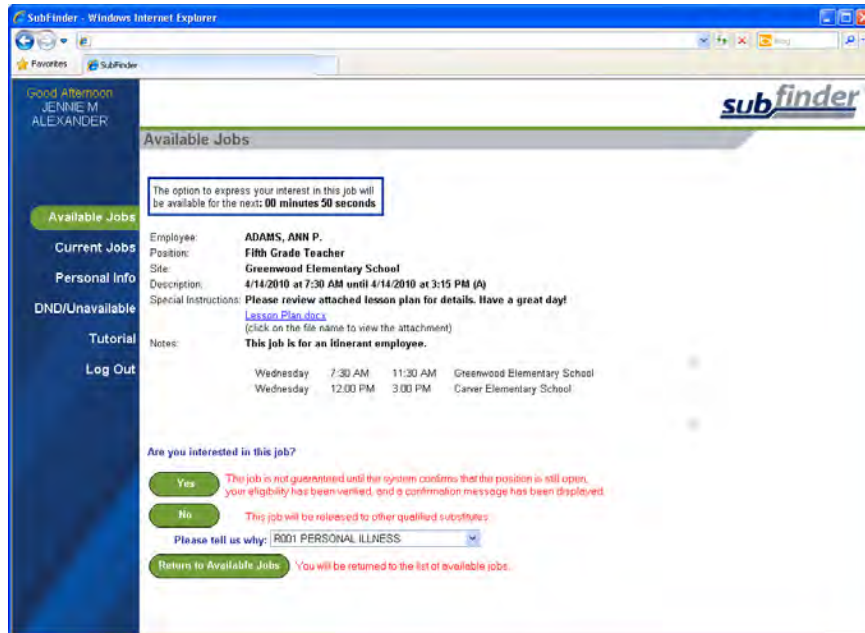 SubFinder - Windows Internet Explorer
Favorites SubFinder
Good Afternoon
JENNIE M
ALEXANDER
subfinder
Available Jobs
The option to express your interest in this job will
be available for the next: 00 minutes 50 seconds
Available Jobs
Current Jobs
Personal Info
DND/Unavailable
Tutorial
Log Out
Employee: ADAMS, ANN P.
Position: Fifth Grade Teacher
Site: Greenwood Elementary School
Description: 4/14/2010 at 7:30 AM until 4/14/2010 at 3:15 PM (A)
Special Instructions: Please review attached lesson plan for details. Have a great day!
Lesson Plan.docx
(click on the file name to view the attachment)
Notes: This job is for an itinerant employee.
Wednesday 7:30 AM 11:30 AM Greenwood Elementary School
Wednesday 12:00 PM 3:00 PM Carver Elementary School
Are you interested in this job?
Yes The job is not guaranteed until the system confirms that the position is still open,
your eligibility has been verified, and a confirmation message has been displayed.
No This job will be released to other qualified substitutes.
Please tell us why: R001 PERSONAL ILLNESS
Return to Available Jobs You will be returned to the list of available jobs.